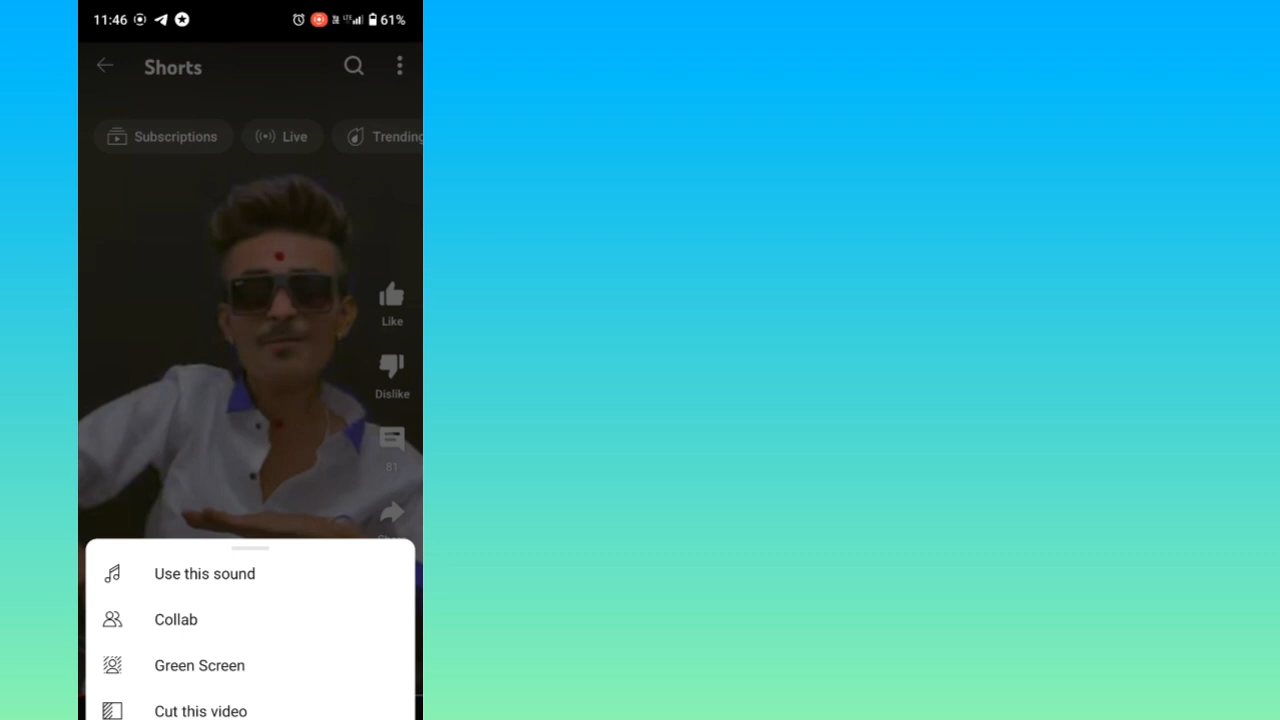 11:46 61%
Shorts
Subscriptions Live Trending
Like
Dislike
81
Use this sound
Collab
Green Screen
Cut this video